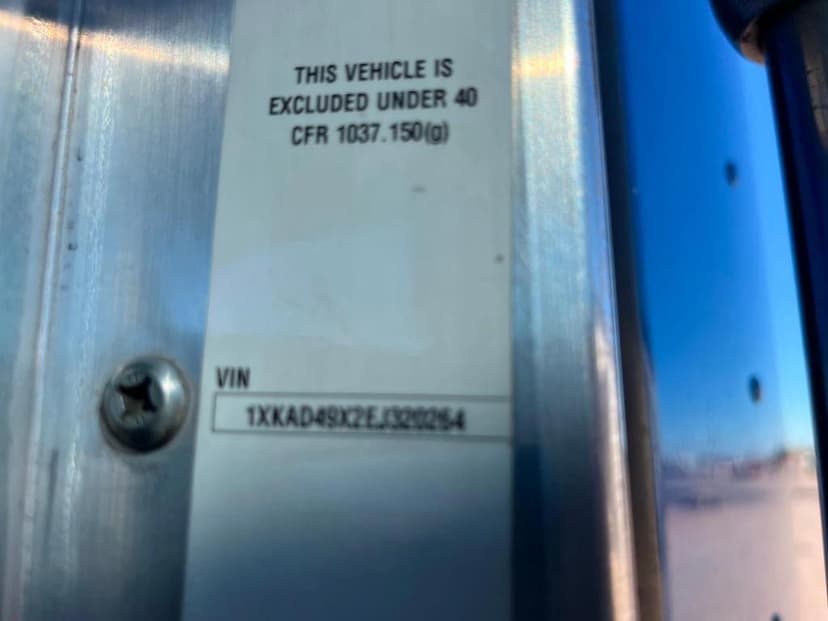 THIS VEHICLE IS
EXCLUDED UNDER 40
CFR 1037.150(g)
VIN
1XKAD49X2EJ320264